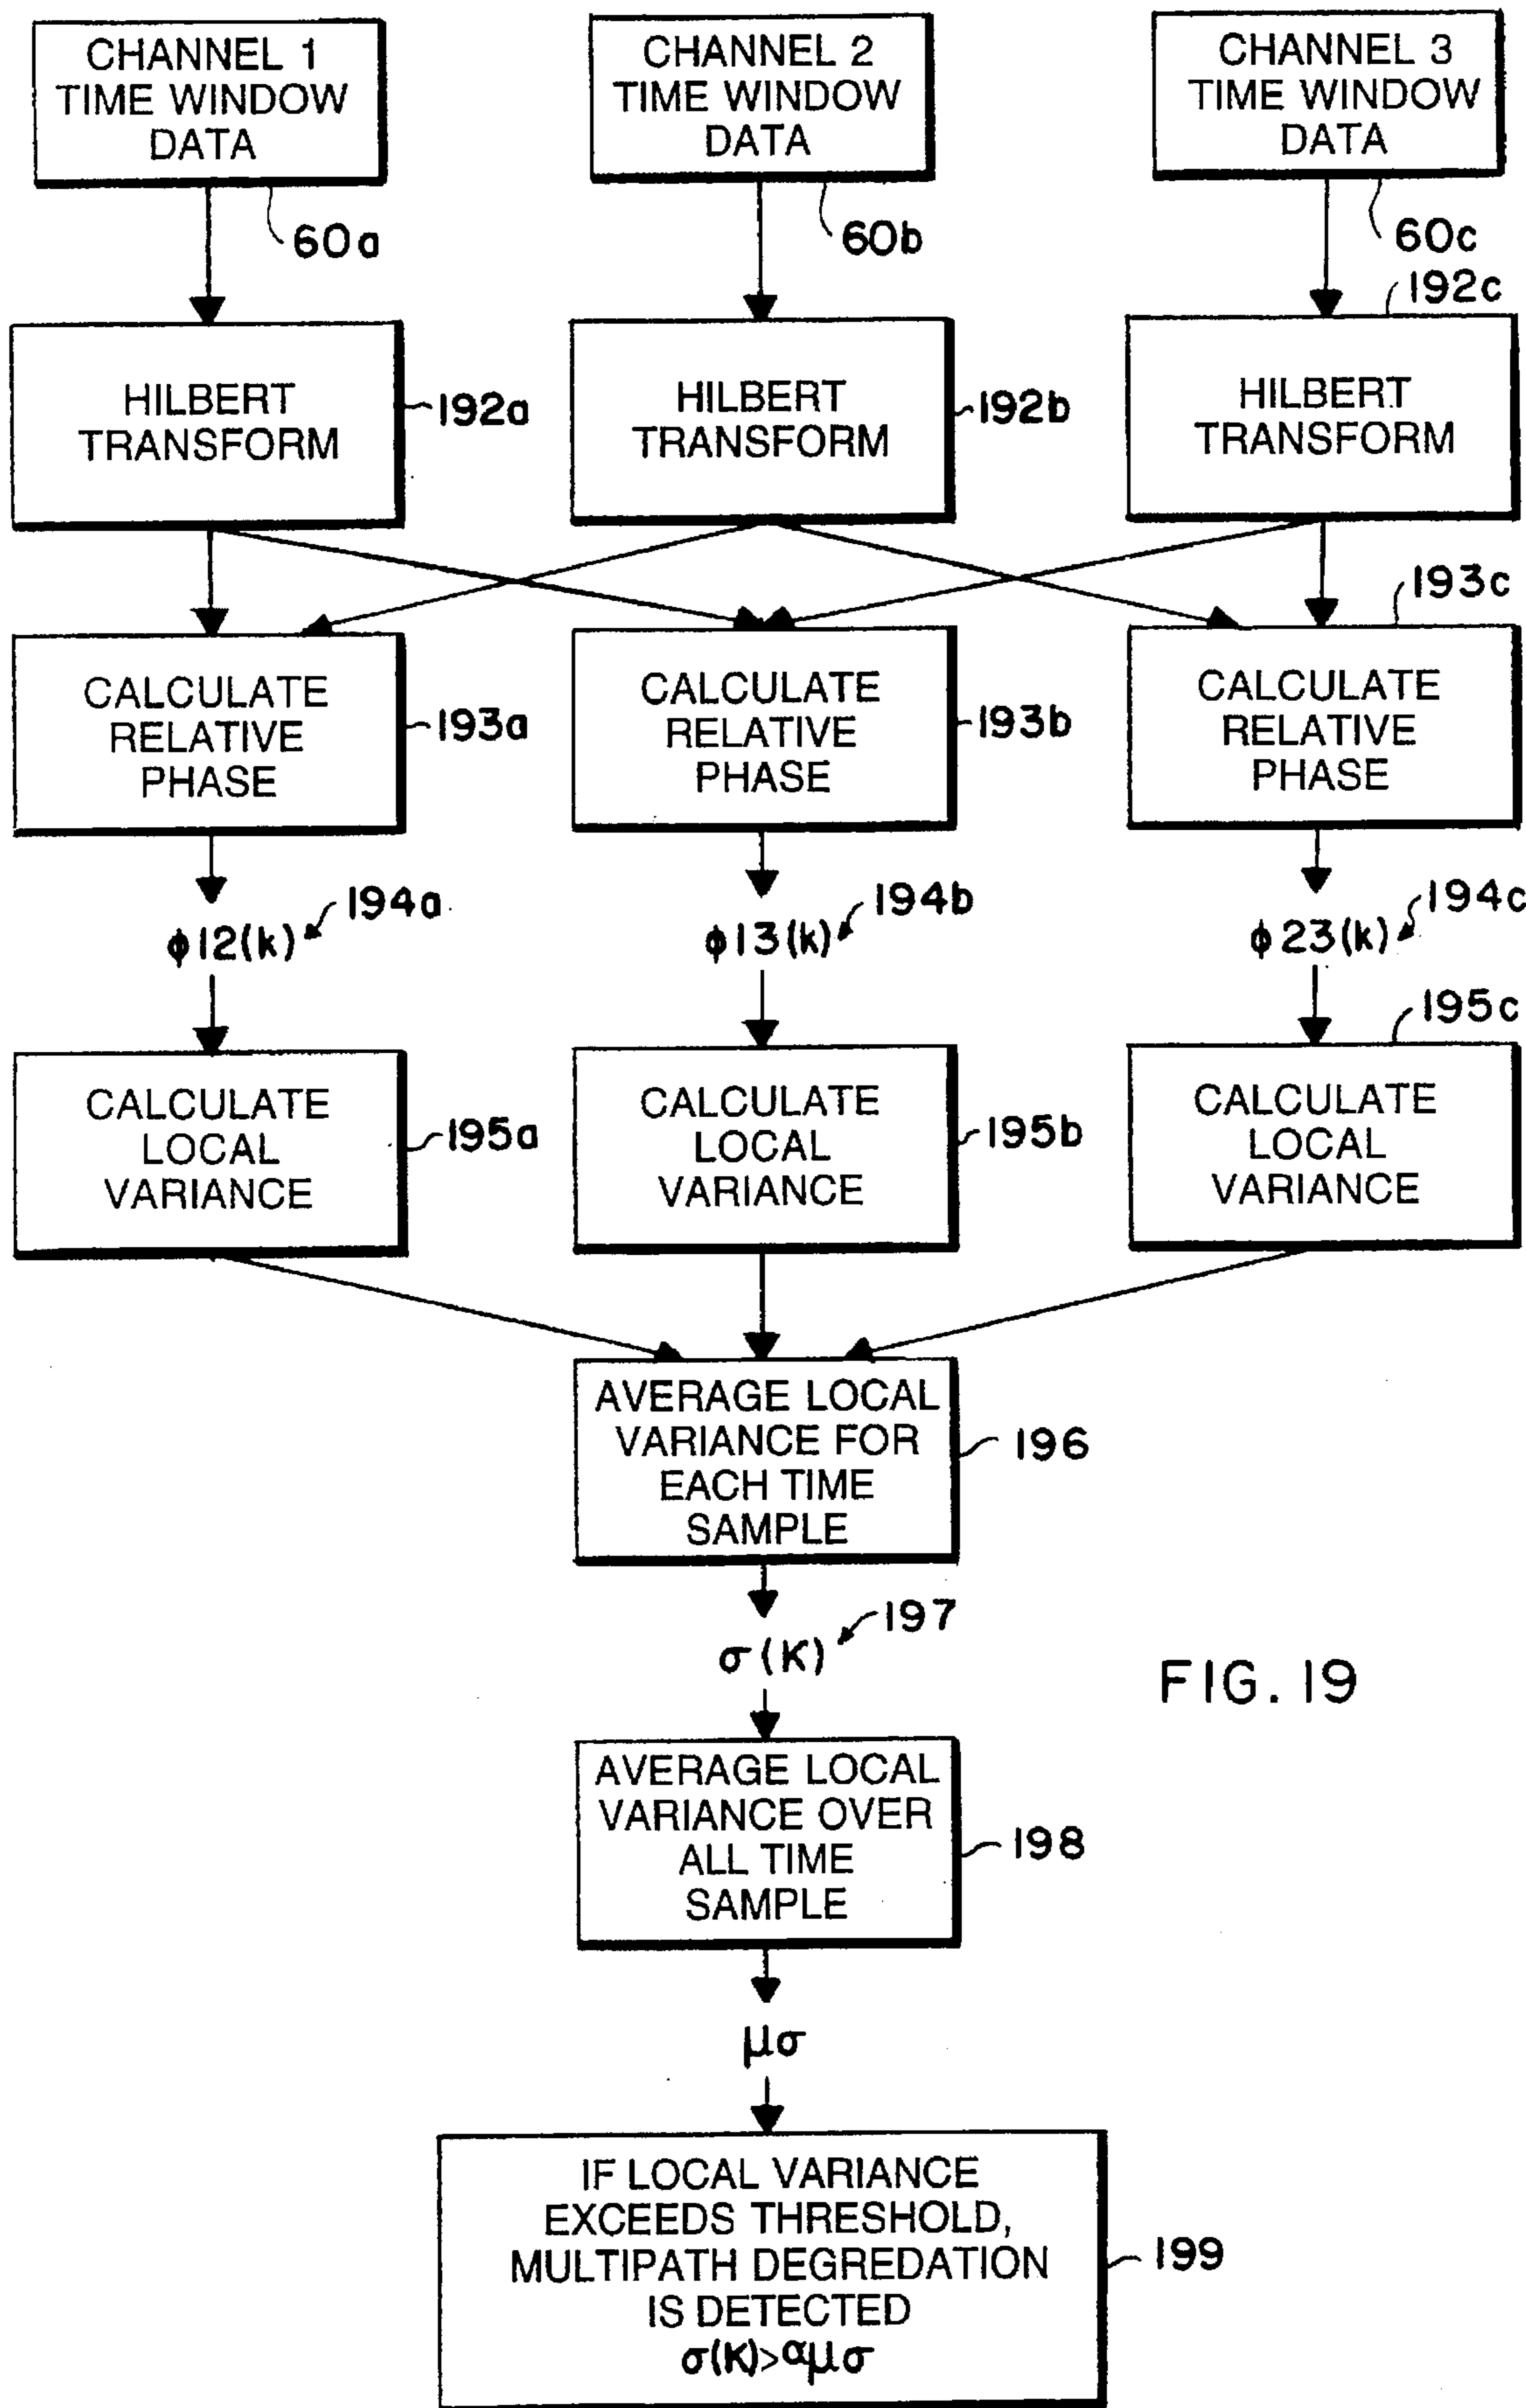 CHANNEL 1
TIME WINDOW
DATA
CHANNEL 2
TIME WINDOW
DATA
CHANNEL 3
TIME WINDOW
DATA
60a
60b
60c
192c
HILBERT
TRANSFORM
192a
HILBERT
TRANSFORM
192b
HILBERT
TRANSFORM
193c
CALCULATE
RELATIVE
PHASE
193a
CALCULATE
RELATIVE
PHASE
193b
CALCULATE
RELATIVE
PHASE
ϕ12(k)
194a
ϕ13(k)
194b
ϕ23(k)
194c
195c
CALCULATE
LOCAL
VARIANCE
195a
CALCULATE
LOCAL
VARIANCE
195b
CALCULATE
LOCAL
VARIANCE
AVERAGE LOCAL
VARIANCE FOR
EACH TIME
SAMPLE
196
197
σ(K)
FIG. 19
AVERAGE LOCAL
VARIANCE OVER
ALL TIME
SAMPLE
198
μσ
IF LOCAL VARIANCE
EXCEEDS THRESHOLD,
MULTIPATH DEGREDATION
IS DETECTED
σ(K)>αμσ
199